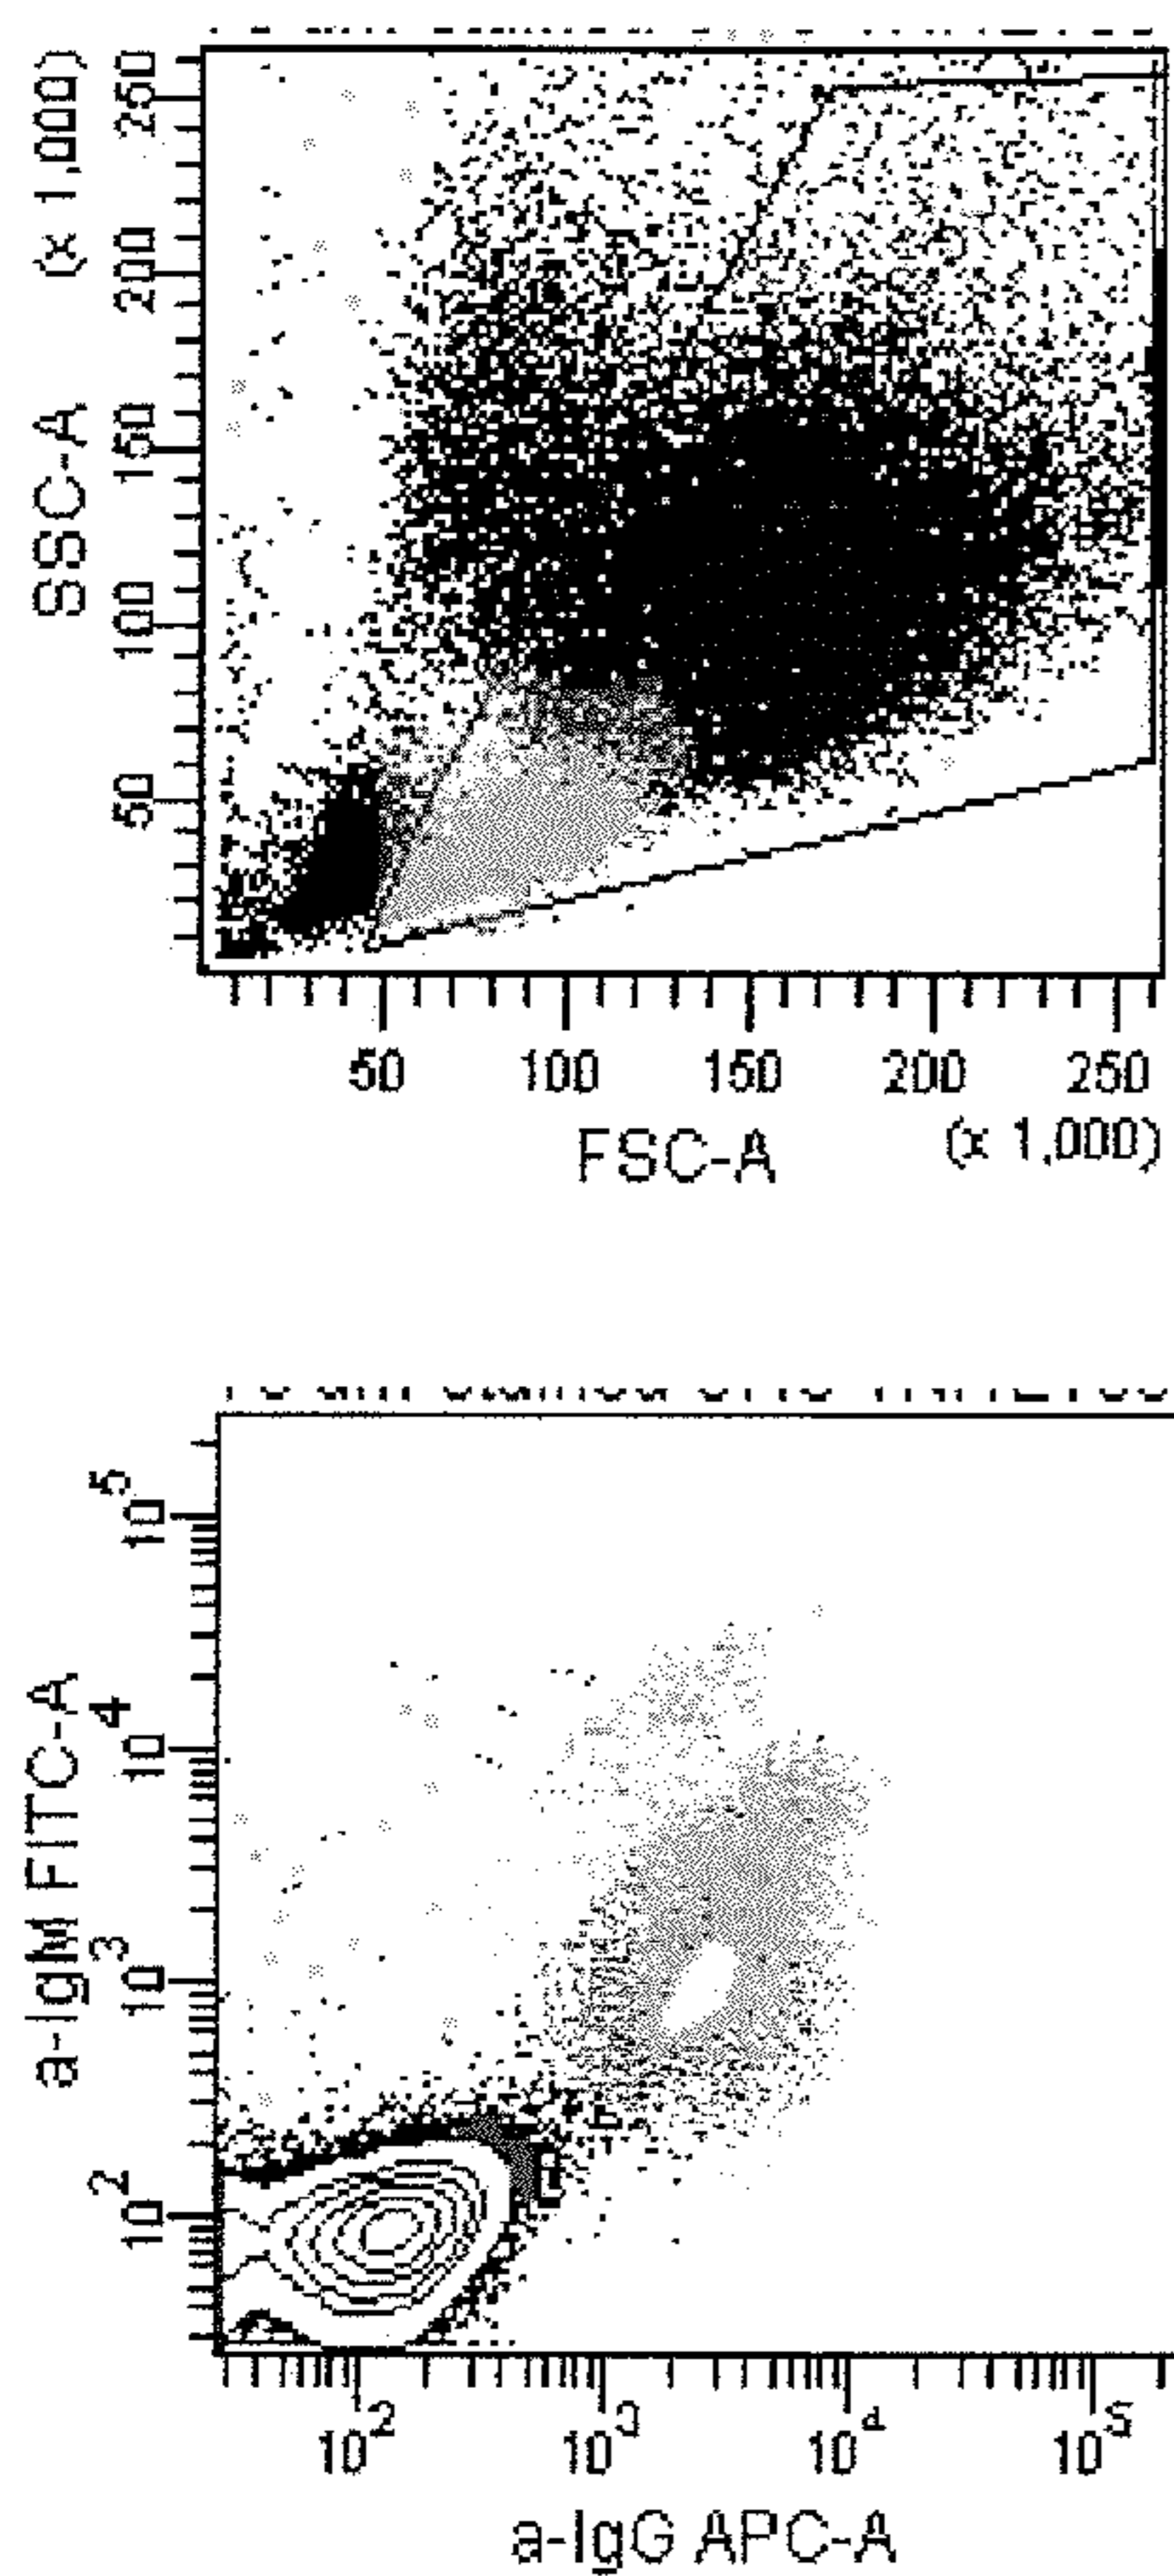 SSC-A (x 1,000)
250
200
150
100
50
50 100 150 200 250
FSC-A (x 1,000)
a-IgM FITC-A
10^5
10^4
10^3
10^2
10^2 10^3 10^4 10^5
a-IgG APC-A